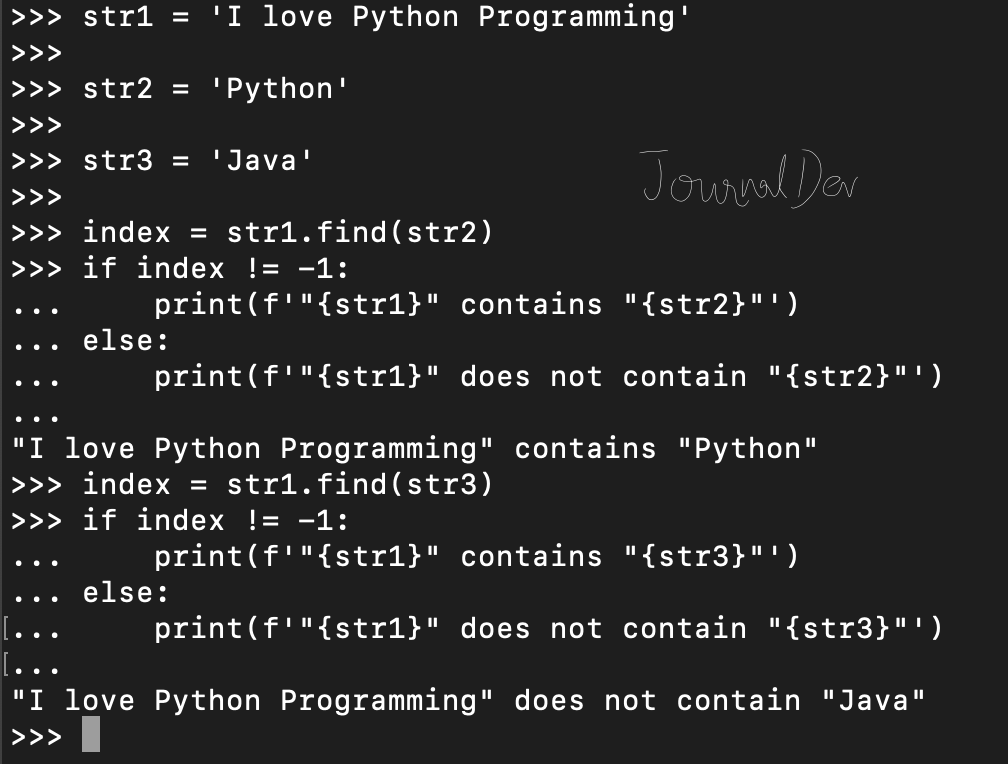 >>> str1 = 'I love Python Programming'
>>>
>>> str2 = 'Python'
>>>
>>> str3 = 'Java'
JournalDev
>>>
>>> index = str1.find(str2)
>>> if index != -1:
...     print(f'"{str1}" contains "{str2}"')
... else:
...     print(f'"{str1}" does not contain "{str2}"')
...
"I love Python Programming" contains "Python"
>>> index = str1.find(str3)
>>> if index != -1:
...     print(f'"{str1}" contains "{str3}"')
... else:
[...     print(f'"{str1}" does not contain "{str3}"')
[...
"I love Python Programming" does not contain "Java"
>>>